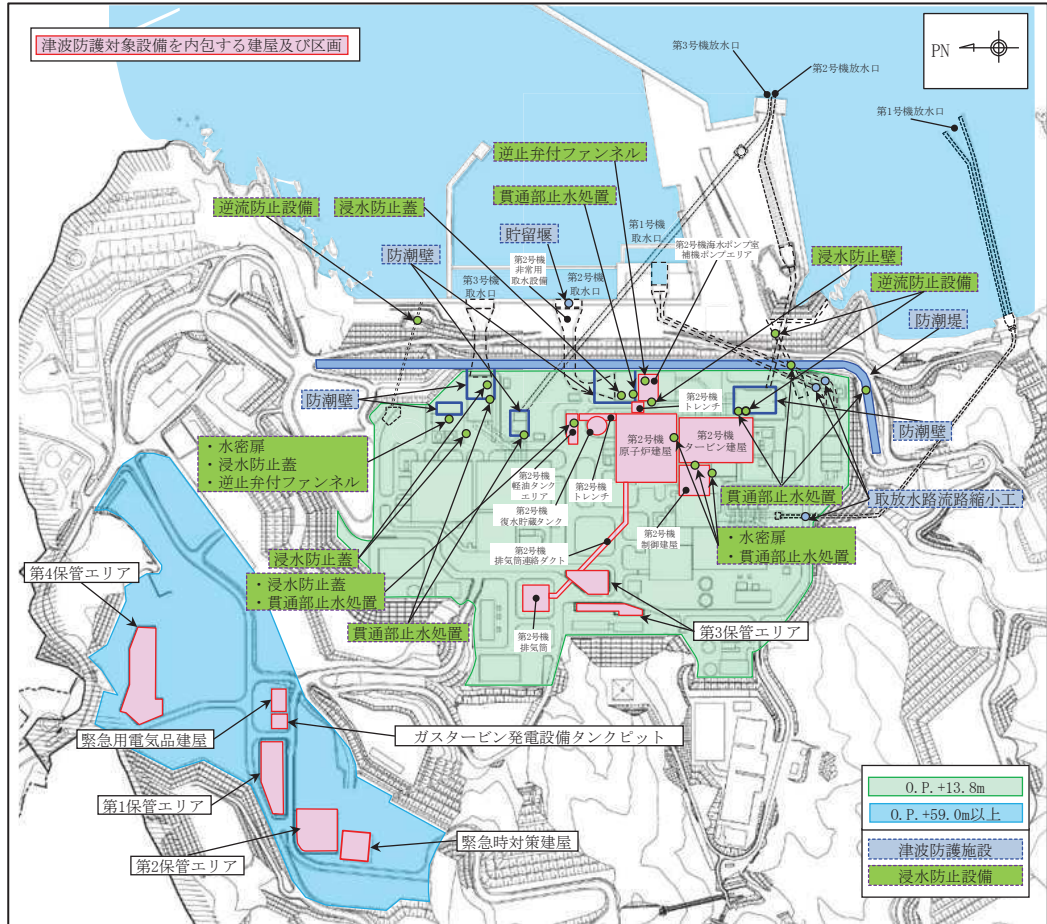 津波防護対象設備を内包する建屋及び区画
PN
第3号機放水口
第2号機放水口
第1号機放水口
逆止弁付ファンネル
貫通部止水処置
逆流防止設備
浸水防止蓋
防潮壁
貯留堰
第2号機
非常用
取水設備
第3号機
取水口
第2号機
取水口
第1号機
取水口
第2号機海水ポンプ室
補機ポンプエリア
浸水防止壁
逆流防止設備
防潮堤
防潮壁
・水密扉
・浸水防止蓋
・逆止弁付ファンネル
第2号機
トレンチ
第2号機
原子炉建屋
第2号機
タービン建屋
防潮壁
第2号機
軽油タンク
エリア
第2号機
トレンチ
第2号機
復水貯蔵タンク
第2号機
制御建屋
貫通部止水処置
取放水路流路縮小工
・水密扉
・貫通部止水処置
浸水防止蓋
・浸水防止蓋
・貫通部止水処置
貫通部止水処置
第2号機
排気筒連絡ダクト
第2号機
排気筒
第3保管エリア
第4保管エリア
緊急用電気品建屋
ガスタービン発電設備タンクピット
第1保管エリア
第2保管エリア
緊急時対策建屋
O.P.+13.8m
O.P.+59.0m以上
津波防護施設
浸水防止設備